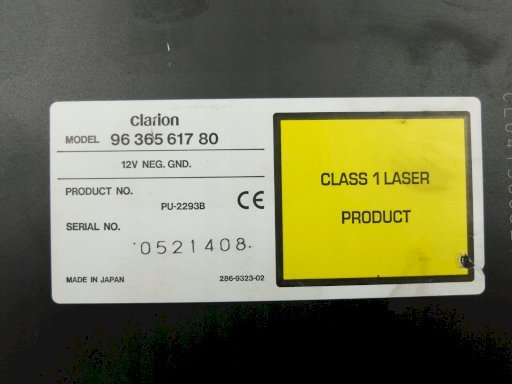 Clarion
MODEL 96 365 617 80
12V NEG. GND.
PRODUCT NO.
PU-2293B
CE
SERIAL NO.
0521408
MADE IN JAPAN
286-9323-02
CLASS 1 LASER
PRODUCT